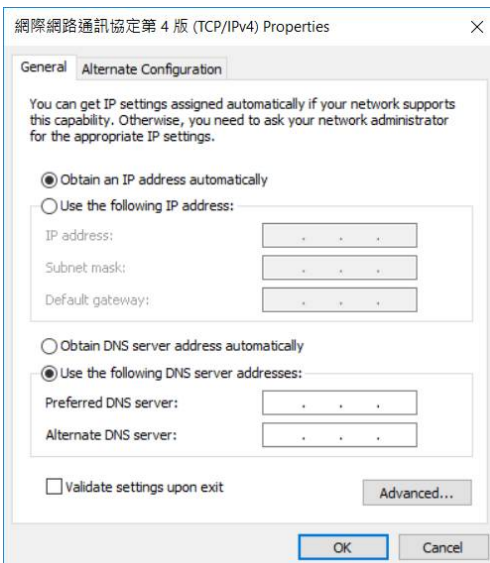 網際網路通訊協定第 4 版 (TCP/IPv4) Properties
General
Alternate Configuration
You can get IP settings assigned automatically if your network supports
this capability. Otherwise, you need to ask your network administrator
for the appropriate IP settings.
Obtain an IP address automatically
Use the following IP address:
IP address:
Subnet mask:
Default gateway:
Obtain DNS server address automatically
Use the following DNS server addresses:
Preferred DNS server:
Alternate DNS server:
Validate settings upon exit
Advanced...
OK
Cancel